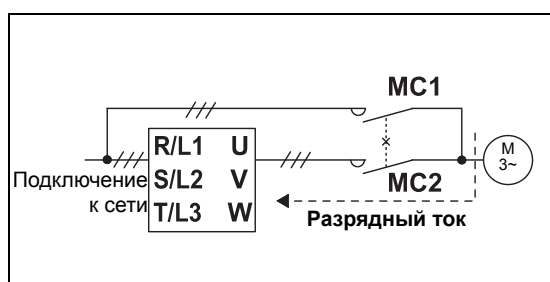 MC1
R/L1 U
Подключение S/L2 V
к сети T/L3 W
MC2
M
3~
Разрядный ток